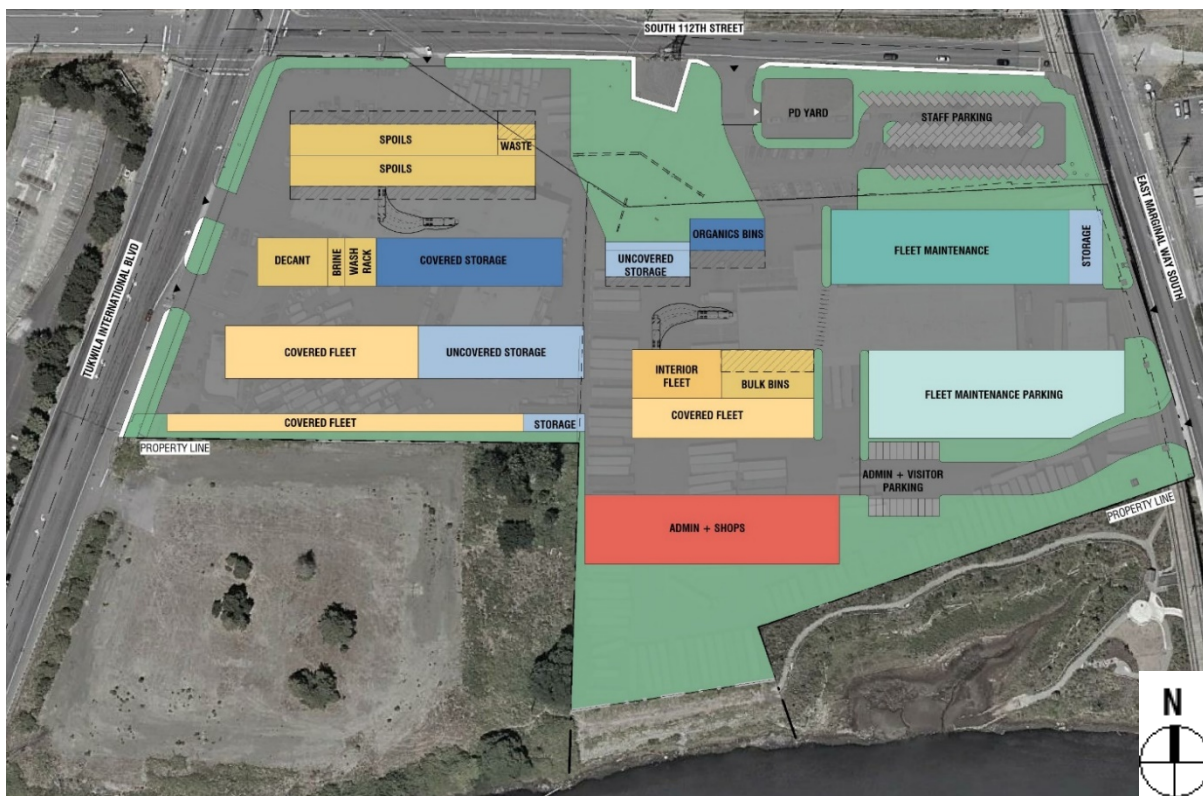 SOUTH 112TH STREET
PD YARD
STAFF PARKING
SPOILS
WASTE
SPOILS
TUKWILA INTERNATIONAL BLVD
EAST MARGINAL WAY SOUTH
DECANT
BRINE
WASH
RACK
COVERED STORAGE
UNCOVERED
STORAGE
ORGANICS BINS
FLEET MAINTENANCE
STORAGE
COVERED FLEET
UNCOVERED STORAGE
INTERIOR
FLEET
BULK BINS
COVERED FLEET
FLEET MAINTENANCE PARKING
COVERED FLEET
STORAGE
PROPERTY LINE
ADMIN + VISITOR
PARKING
PROPERTY LINE
ADMIN + SHOPS
N